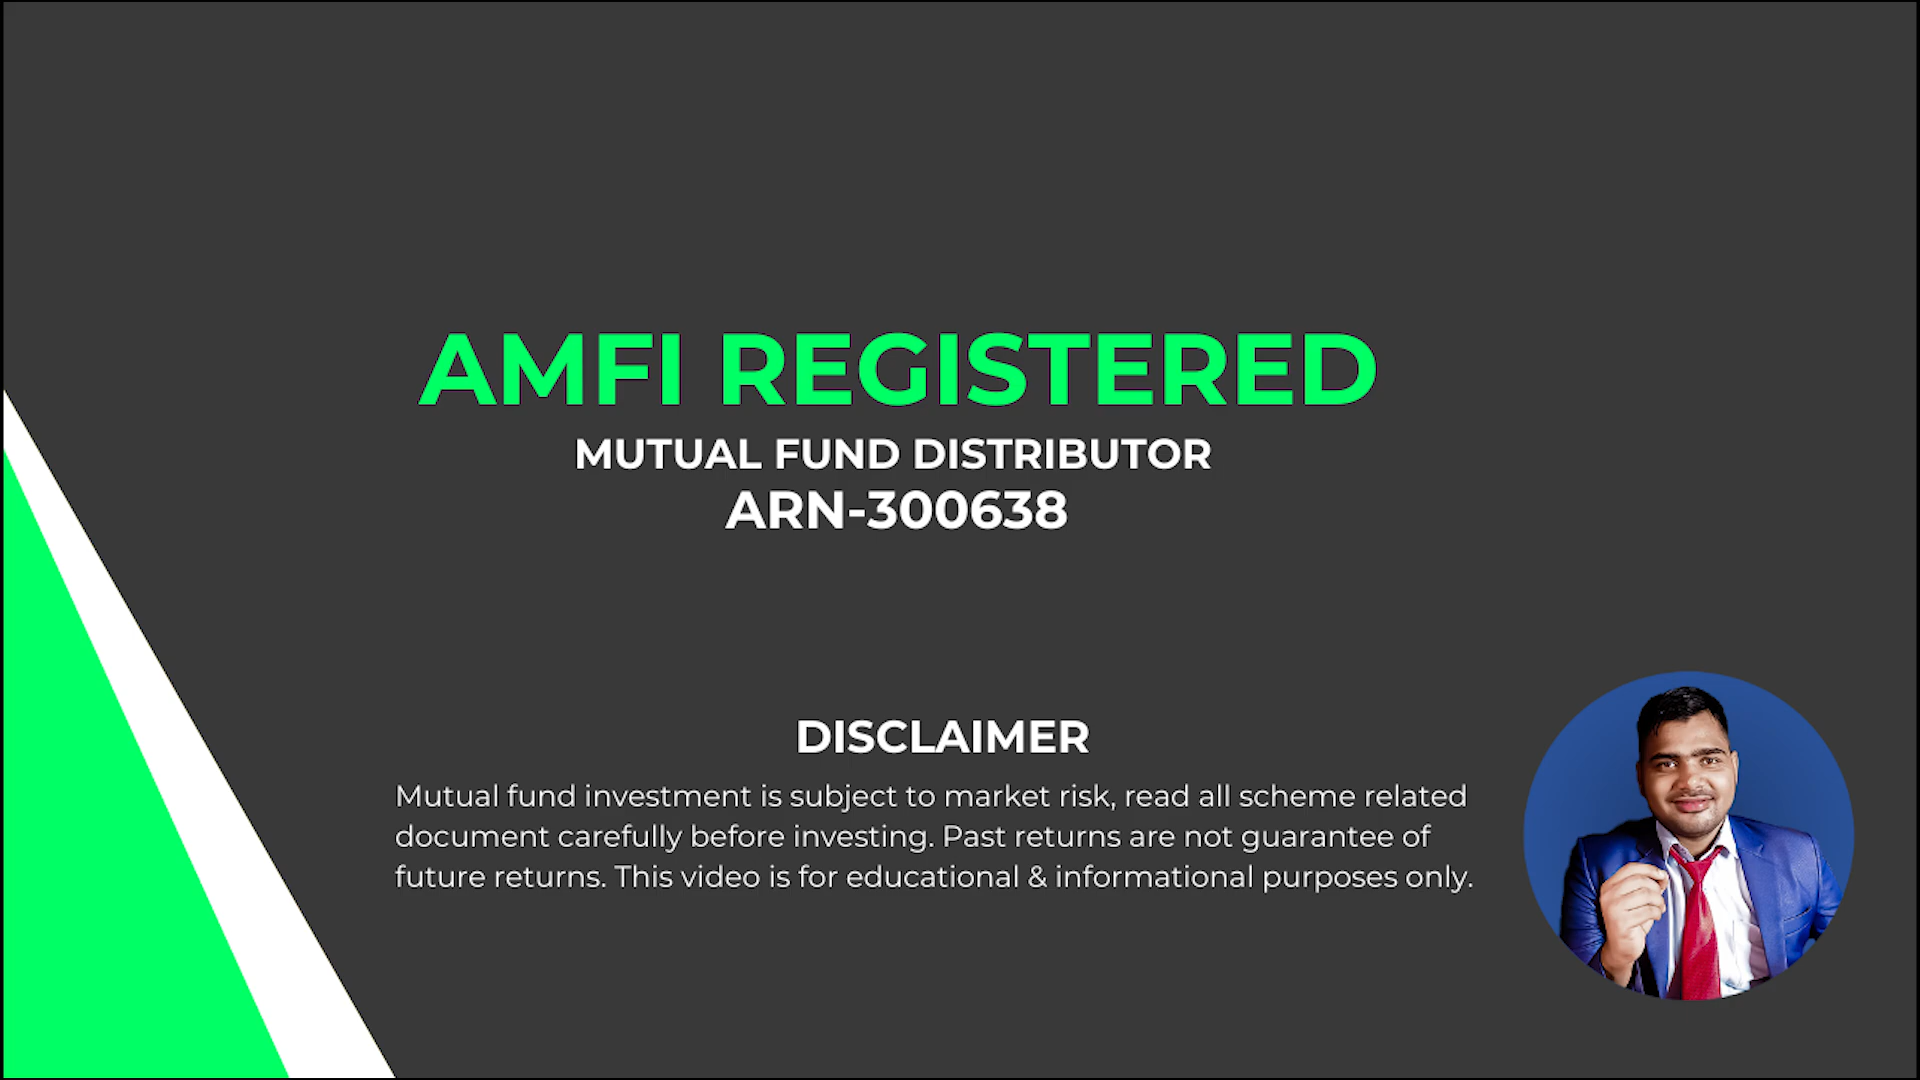 AMFI REGISTERED
MUTUAL FUND DISTRIBUTOR
ARN-300638
DISCLAIMER
Mutual fund investment is subject to market risk, read all scheme related
document carefully before investing. Past returns are not guarantee of
future returns. This video is for educational & informational purposes only.